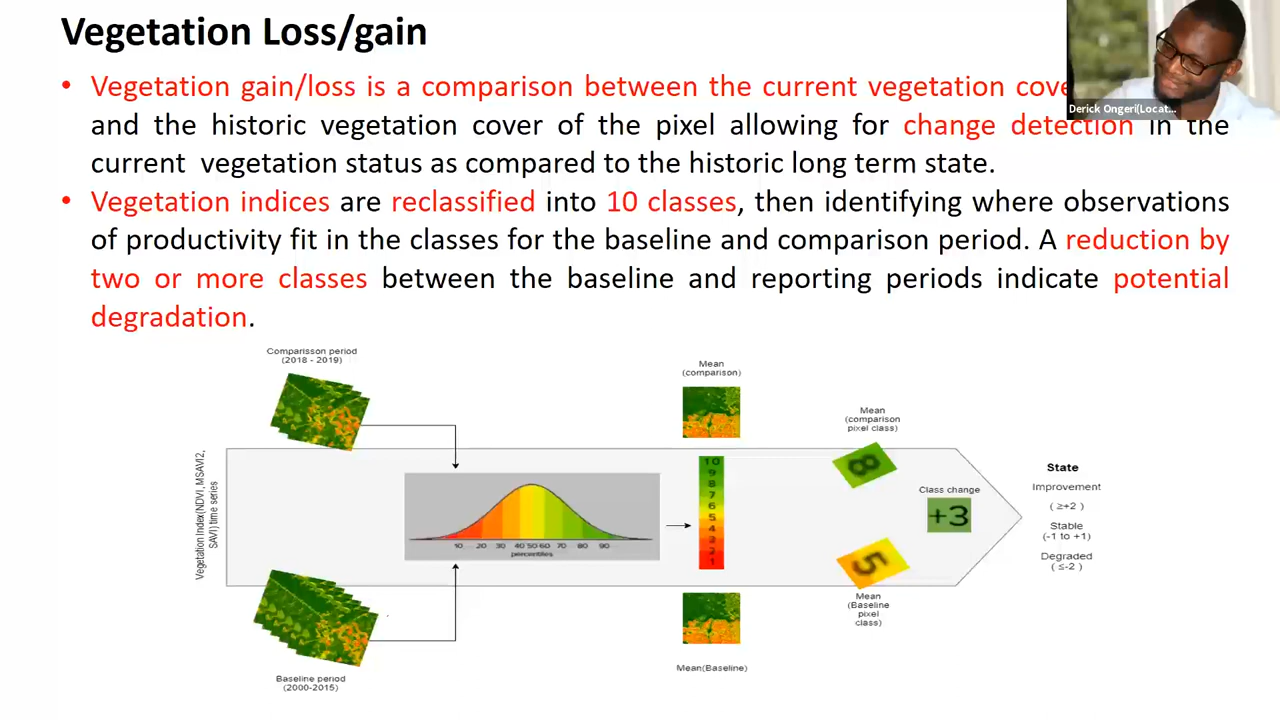 Vegetation Loss/gain
• Vegetation gain/loss is a comparison between the current vegetation cove
Derick Ongeri(Locat...
and the historic vegetation cover of the pixel allowing for change detection in the
current vegetation status as compared to the historic long term state.
• Vegetation indices are reclassified into 10 classes, then identifying where observations
of productivity fit in the classes for the baseline and comparison period. A reduction by
two or more classes between the baseline and reporting periods indicate potential
degradation.
Comparisson period
(2018 - 2019)
Mean
(comparison)
Mean
(comparison
pixel class)
Vegetation Index(NDVI, MSAVI2,
SAVI) time series
10 20 30 40 50 60 70 80 90
percentiles
10
9
8
7
6
5
4
3
2
1
8
5
Class change
+3
State
Improvement
( ≥+2 )
Stable
(-1 to +1)
Degraded
( ≤-2 )
Mean
(Baseline
pixel
class)
Mean(Baseline)
Baseline period
(2000-2015)